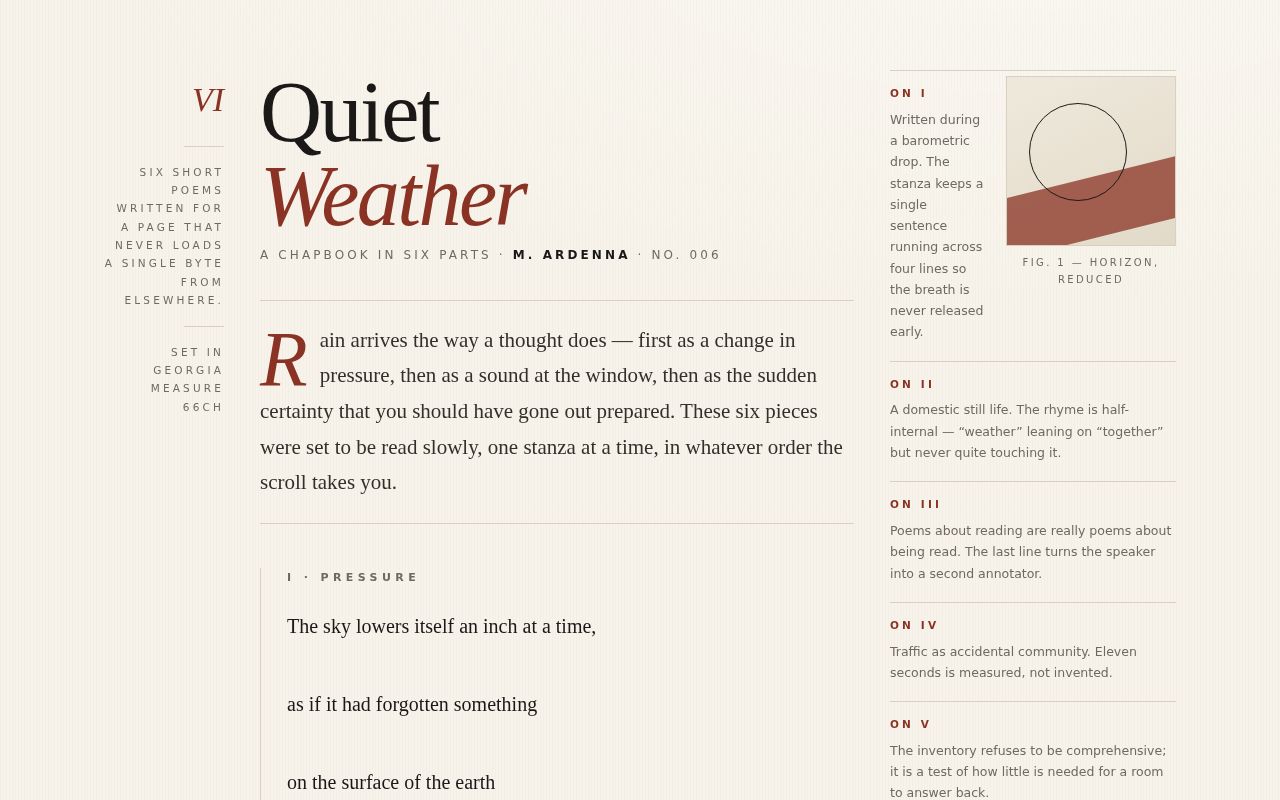 VI
SIX SHORT
POEMS
WRITTEN FOR
A PAGE THAT
NEVER LOADS
A SINGLE BYTE
FROM
ELSEWHERE.
SET IN
GEORGIA
MEASURE
66CH
Quiet
Weather
A CHAPBOOK IN SIX PARTS · M. ARDENNA · NO. 006
Rain arrives the way a thought does — first as a change in
pressure, then as a sound at the window, then as the sudden
certainty that you should have gone out prepared. These six pieces
were set to be read slowly, one stanza at a time, in whatever order the
scroll takes you.
I · PRESSURE
The sky lowers itself an inch at a time,
as if it had forgotten something
on the surface of the earth
ON I
Written during
a barometric
drop. The
stanza keeps a
single
sentence
running across
four lines so
the breath is
never released
early.
FIG. 1 — HORIZON,
REDUCED
ON II
A domestic still life. The rhyme is half-
internal — “weather” leaning on “together”
but never quite touching it.
ON III
Poems about reading are really poems about
being read. The last line turns the speaker
into a second annotator.
ON IV
Traffic as accidental community. Eleven
seconds is measured, not invented.
ON V
The inventory refuses to be comprehensive;
it is a test of how little is needed for a room
to answer back.